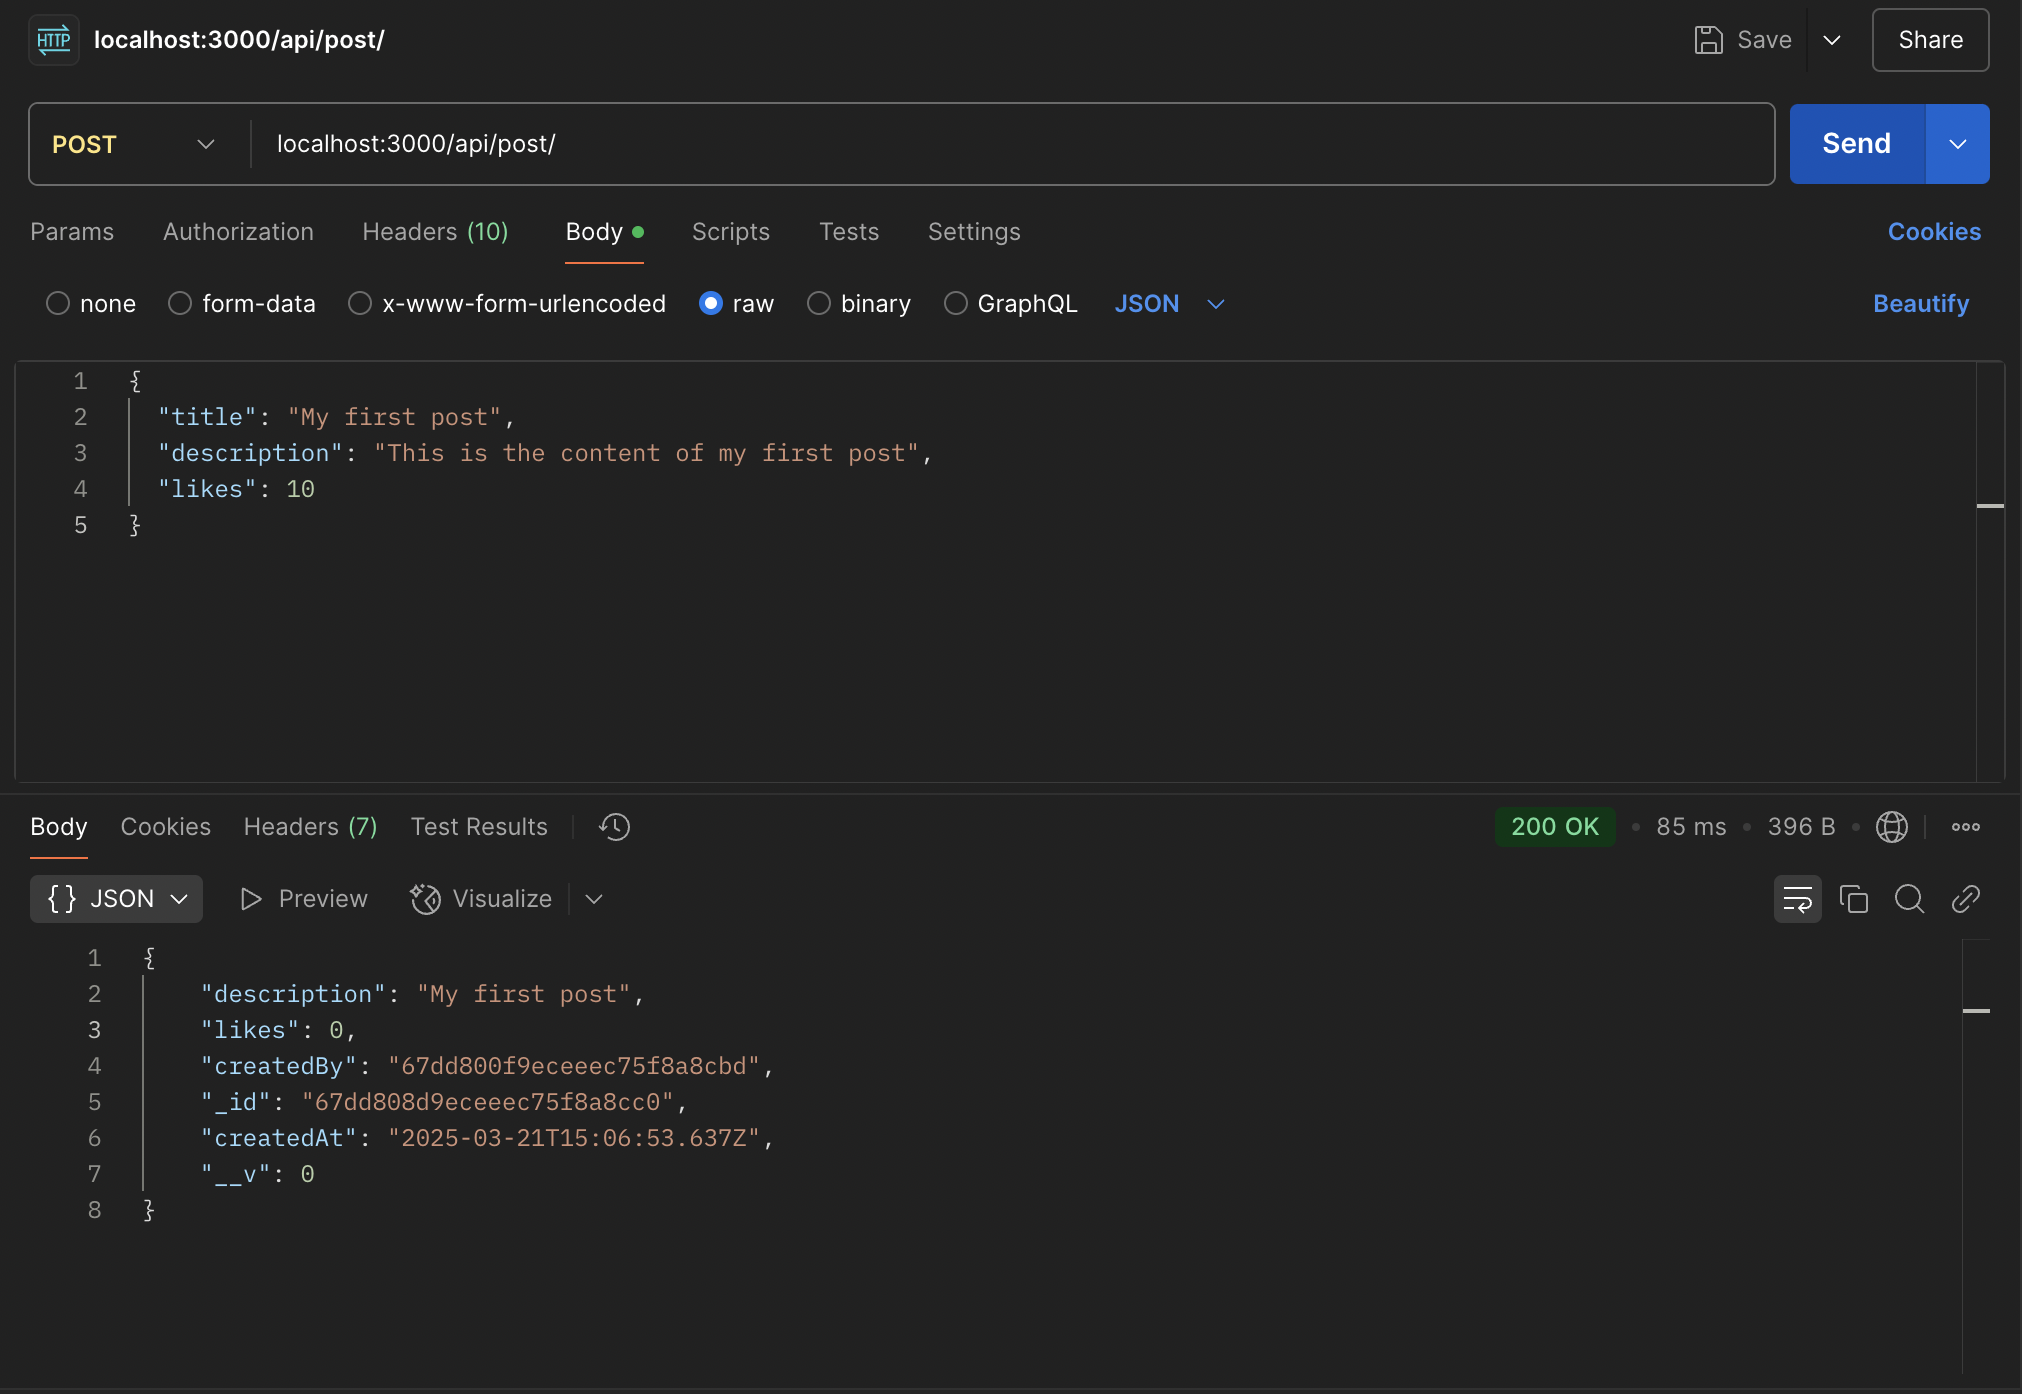 HTTP localhost:3000/api/post/ Save Share
POST localhost:3000/api/post/ Send
Params Authorization Headers (10) Body Scripts Tests Settings Cookies
none form-data x-www-form-urlencoded raw binary GraphQL JSON Beautify
1 {
2 "title": "My first post",
3 "description": "This is the content of my first post",
4 "likes": 10
5 }
Body Cookies Headers (7) Test Results 200 OK • 85 ms • 396 B •
{} JSON Preview Visualize
1 {
2 "description": "My first post",
3 "likes": 0,
4 "createdBy": "67dd800f9eceeec75f8a8cbd",
5 "_id": "67dd808d9eceeec75f8a8cc0",
6 "createdAt": "2025-03-21T15:06:53.637Z",
7 "__v": 0
8 }